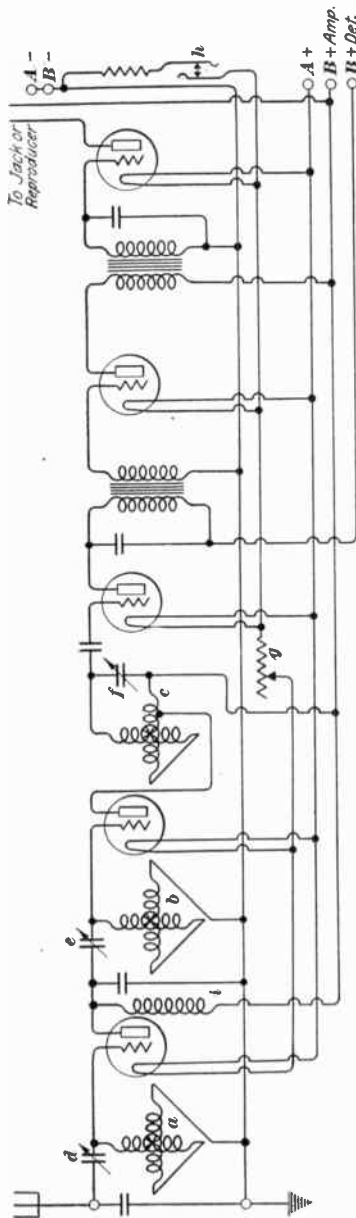 To Jack or
Reproducer
A -
B -
h
A +
B + Amp.
B + Det.
d
a
e
i
b
f
c
g